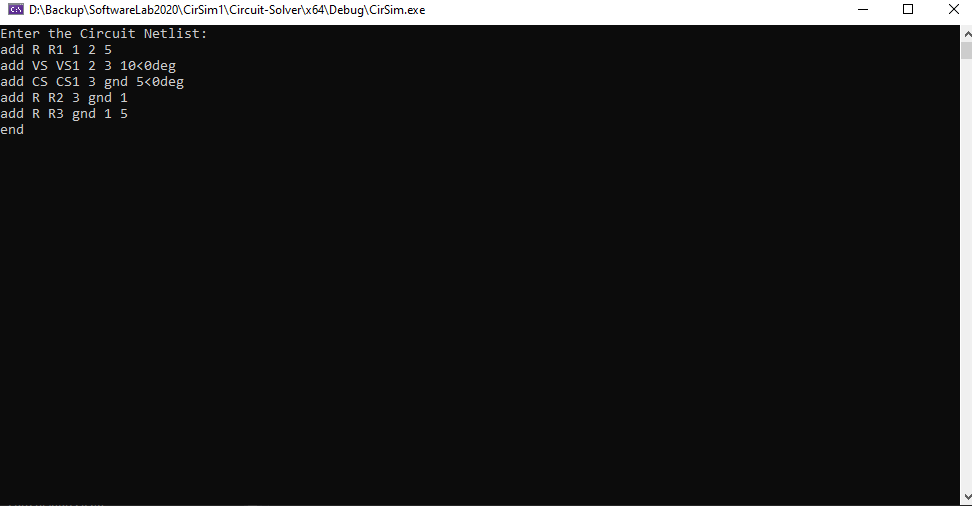 D:\Backup\SoftwareLab2020\CirSim1\Circuit-Solver\x64\Debug\CirSim.exe
Enter the Circuit Netlist:
add R R1 1 2 5
add VS VS1 2 3 10<0deg
add CS CS1 3 gnd 5<0deg
add R R2 3 gnd 1
add R R3 gnd 1 5
end